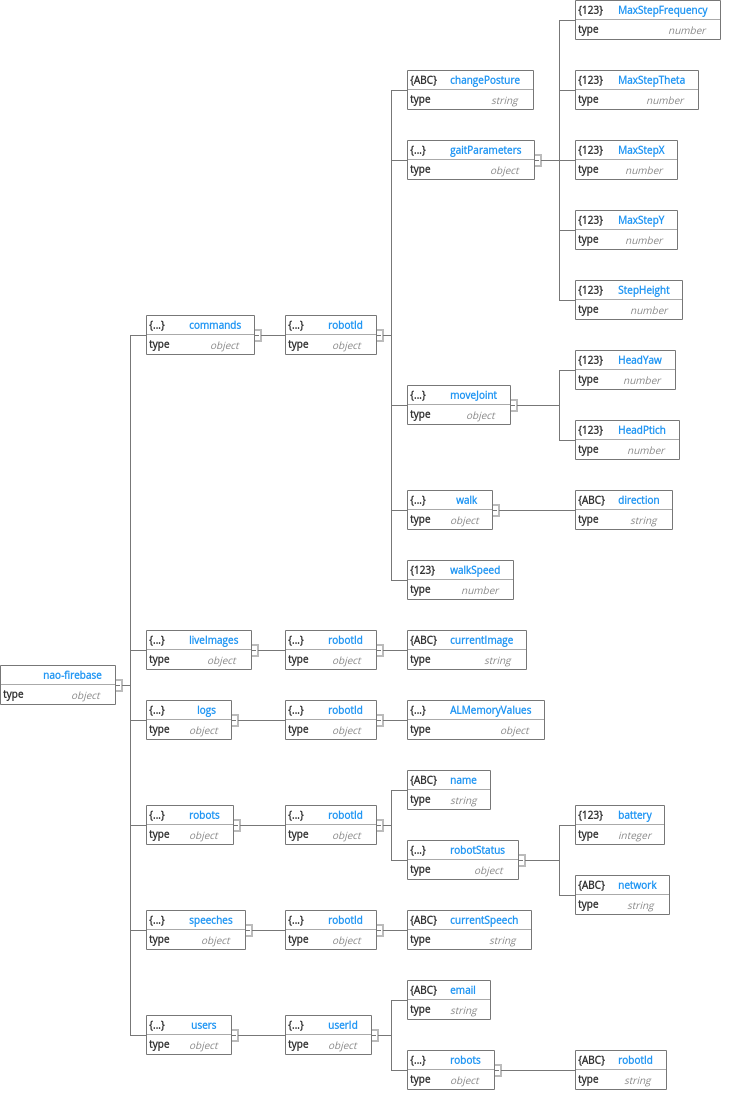 {123} MaxStepFrequency
type number
{ABC} changePosture
type string
{123} MaxStepTheta
type number
{...} gaitParameters
type object
{123} MaxStepX
type number
{123} MaxStepY
type number
{123} StepHeight
type number
{...} commands
type object
{...} robotId
type object
{123} HeadYaw
type number
{...} moveJoint
type object
{123} HeadPtich
type number
{...} walk
type object
{ABC} direction
type string
{123} walkSpeed
type number
{...} liveImages
type object
{...} robotId
type object
{ABC} currentImage
type string
nao-firebase
type object
{...} logs
type object
{...} robotId
type object
{...} ALMemoryValues
type object
{ABC} name
type string
{...} robots
type object
{...} robotId
type object
{123} battery
type integer
{...} robotStatus
type object
{ABC} network
type string
{...} speeches
type object
{...} robotId
type object
{ABC} currentSpeech
type string
{ABC} email
type string
{...} users
type object
{...} userId
type object
{...} robots
type object
{ABC} robotId
type string